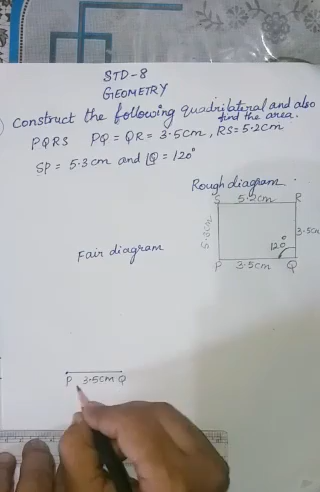 STD-8
GEOMETRY
Construct the following quadrilateral and also
find the area.
PQRS PQ = QR = 3.5cm, RS = 5.2cm
SP = 5.3cm and ∠Q = 120°
Rough diagram.
S 5.2cm R
5.3cm
3.5cm
120°
P 3.5cm Q
Fair diagram
P 3.5cm Q